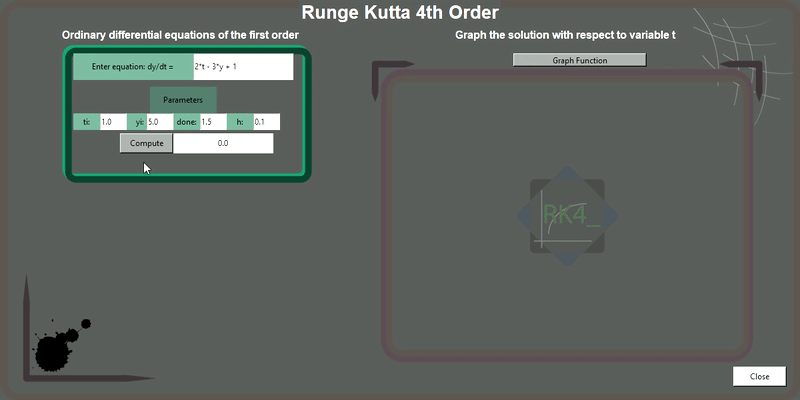 Runge Kutta 4th Order
Ordinary differential equations of the first order
Enter equation: dy/dt = 2*t - 3*y + 1
Parameters
ti: 1.0 yi: 5.0 done: 1.5 h: 0.1
Compute 0.0
Graph the solution with respect to variable t
Graph Function
RK4_
Close